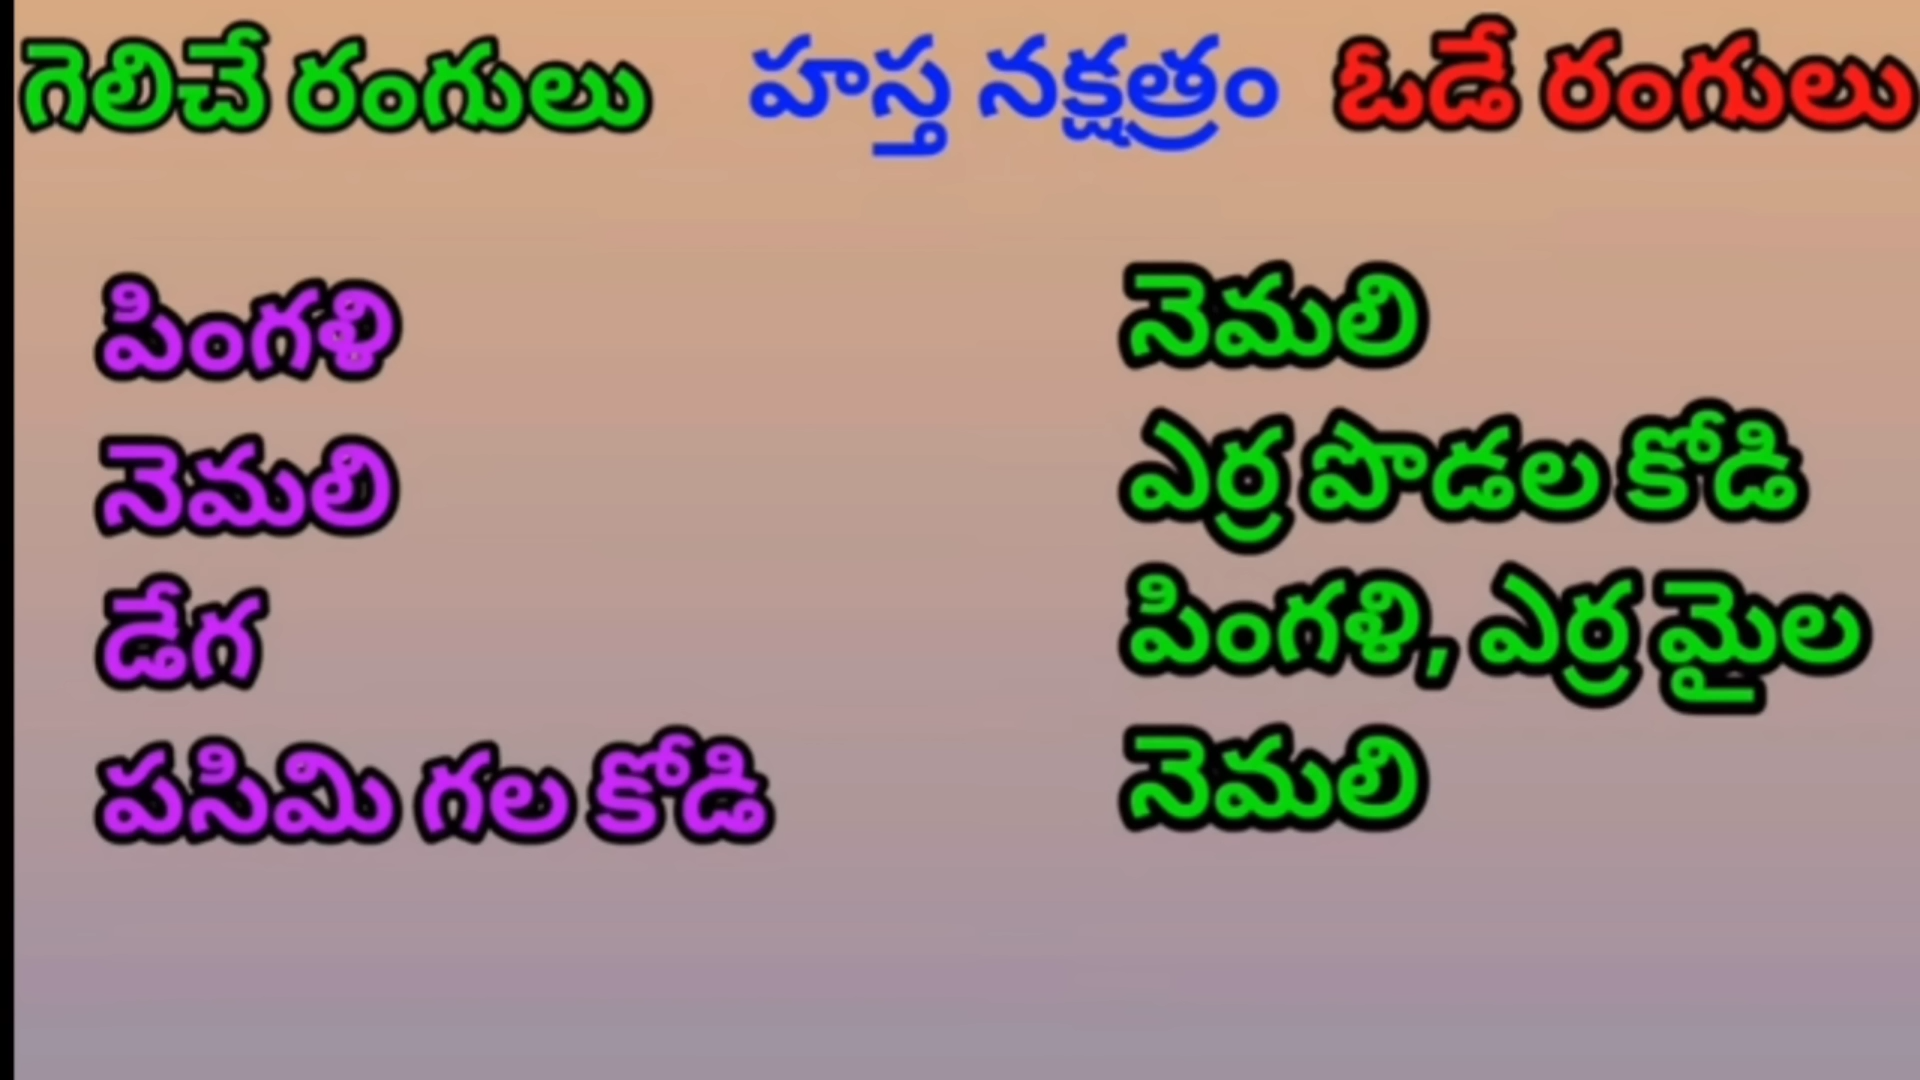 గెలిచే రంగులు హస్త నక్షత్రం ఓడే రంగులు
పింగళి నెమలి
నెమలి ఎర్ర పొడల కోడి
డేగ పింగళి, ఎర్ర మైల
పసిమి గల కోడి నెమలి